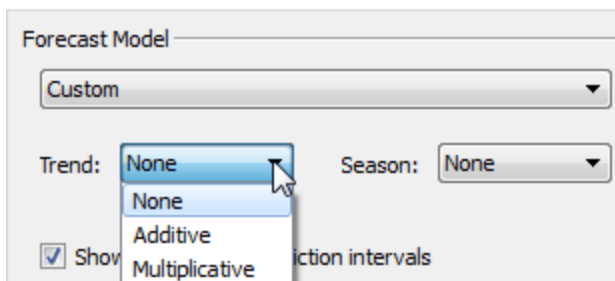 Forecast Model
Custom
Trend: None Season: None
None
Additive
Show iction intervals
Multiplicative